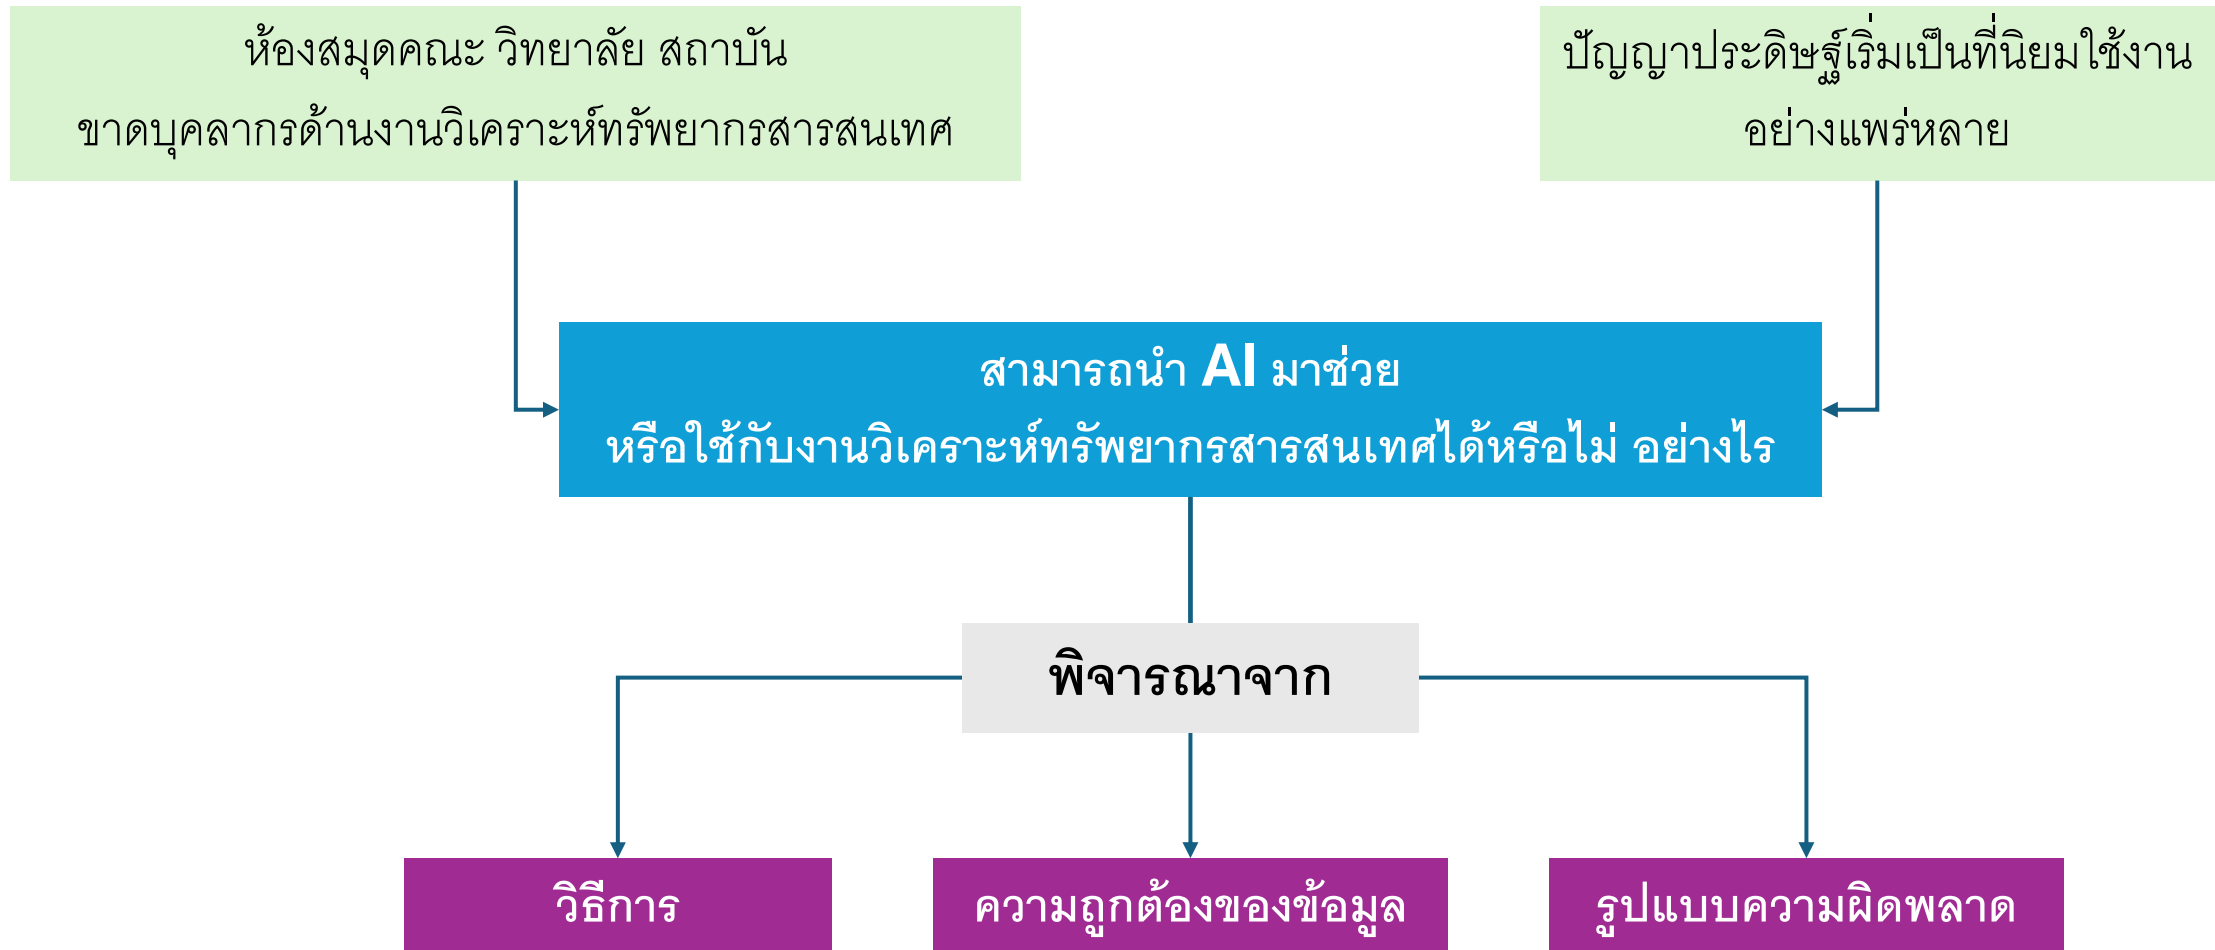 ห้องสมุดคณะ วิทยาลัย สถาบัน
ขาดบุคลากรด้านงานวิเคราะห์ทรัพยากรสารสนเทศ
ปัญญาประดิษฐ์เริ่มเป็นที่นิยมใช้งาน
อย่างแพร่หลาย
สามารถนำ AI มาช่วย
หรือใช้กับงานวิเคราะห์ทรัพยากรสารสนเทศได้หรือไม่ อย่างไร
พิจารณาจาก
วิธีการ
ความถูกต้องของข้อมูล
รูปแบบความผิดพลาด